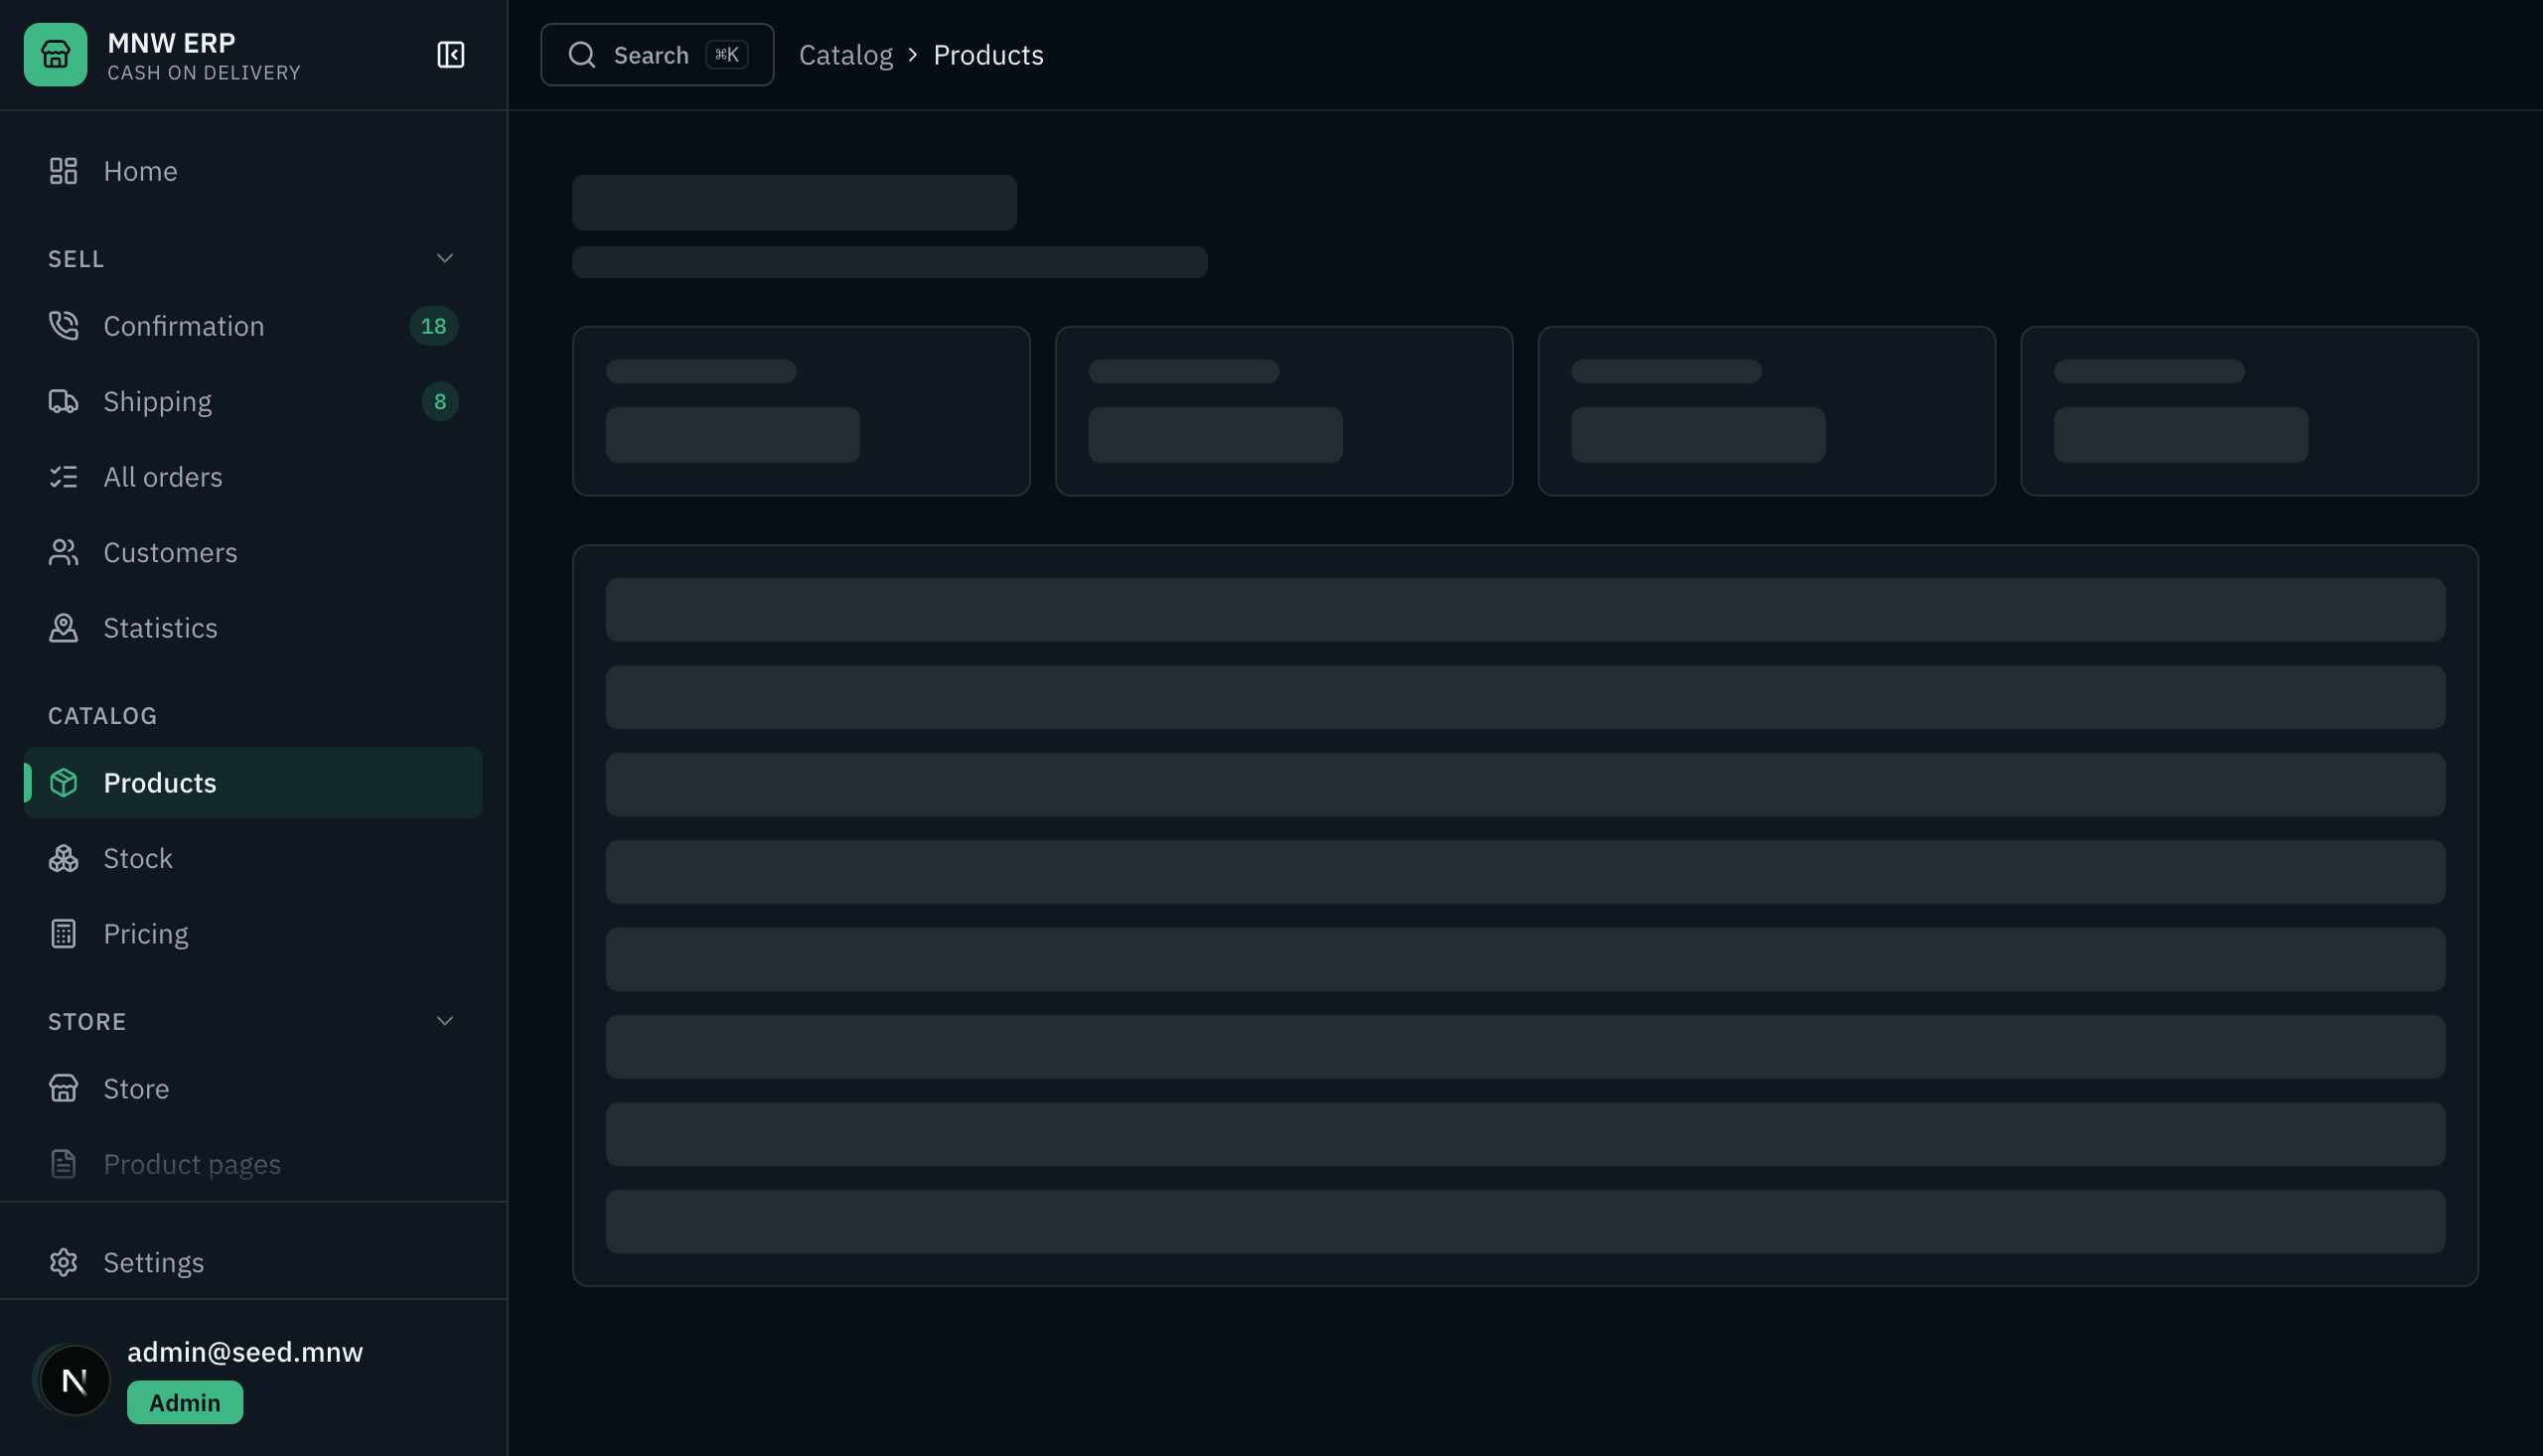 MNW ERP
CASH ON DELIVERY
Search ⌘K
Catalog > Products
Home
SELL
Confirmation 18
Shipping 8
All orders
Customers
Statistics
CATALOG
Products
Stock
Pricing
STORE
Store
Product pages
Settings
N
admin@seed.mnw
Admin